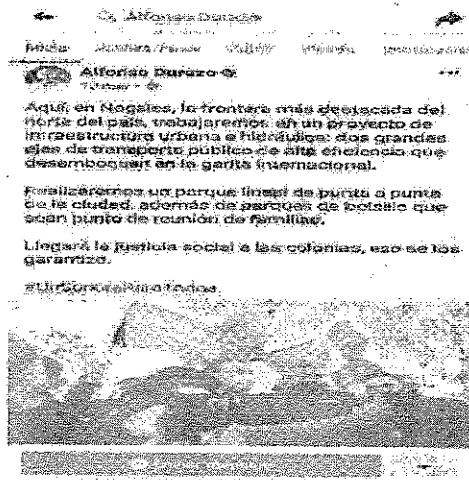 Alfonso Durazo
Alfonso Durazo
Aquí en Nogales, la frontera más destacada del
norte del país, trabajaremos en un proyecto de
infraestructura urbana e hidráulica: dos grandes
ejes de transporte público de alta eficiencia que
desemboquen en la garita internacional.
Realizaremos un parque lineal de punta a punta
de la ciudad, además de parques de bolsillo que
sean punto de reunión de familias.
Llegará la justicia social a las colonias, eso se los
garantizo.